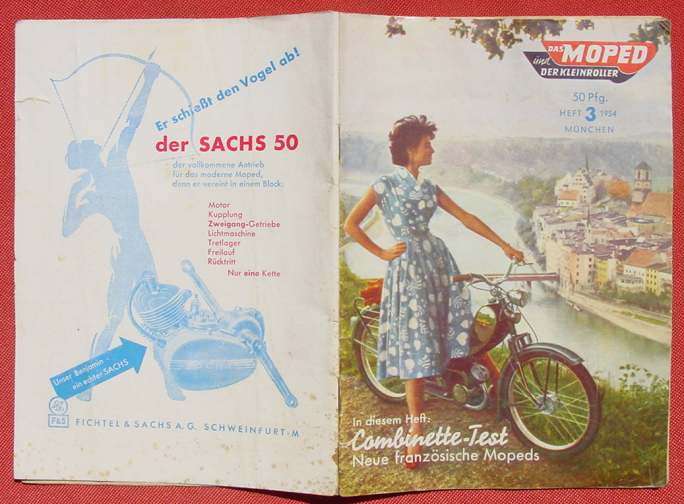 Er schießt den Vogel ab!
der SACHS 50
der vollkommene Antrieb
für das moderne Moped,
denn er vereint in einem Block:
Motor
Kupplung
Zweigang-Getriebe
Lichtmaschine
Tretlager
Freilauf
Rücktritt
Nur eine Kette
Unser Benjamin -
ein echter SACHS
F&S
FICHTEL & SACHS A.G. SCHWEINFURT-M
DAS MOPED
und DER KLEINROLLER
50 Pfg.
HEFT 3 1954
MÜNCHEN
In diesem Heft:
Combinette-Test
Neue französische Mopeds